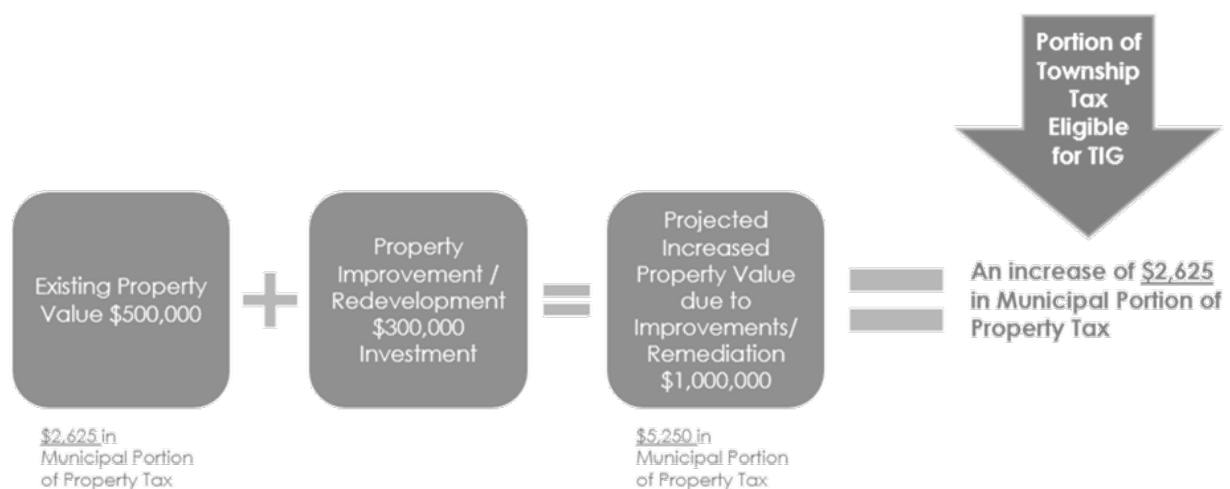 Portion of
Township
Tax
Eligible
for TIG
Existing Property
Value $500,000
Property
Improvement /
Redevelopment
$300,000
Investment
Projected
Increased
Property Value
due to
Improvements/
Remediation
$1,000,000
An increase of $2,625
in Municipal Portion of
Property Tax
$2,625 in
Municipal Portion
of Property Tax
$5,250 in
Municipal Portion
of Property Tax